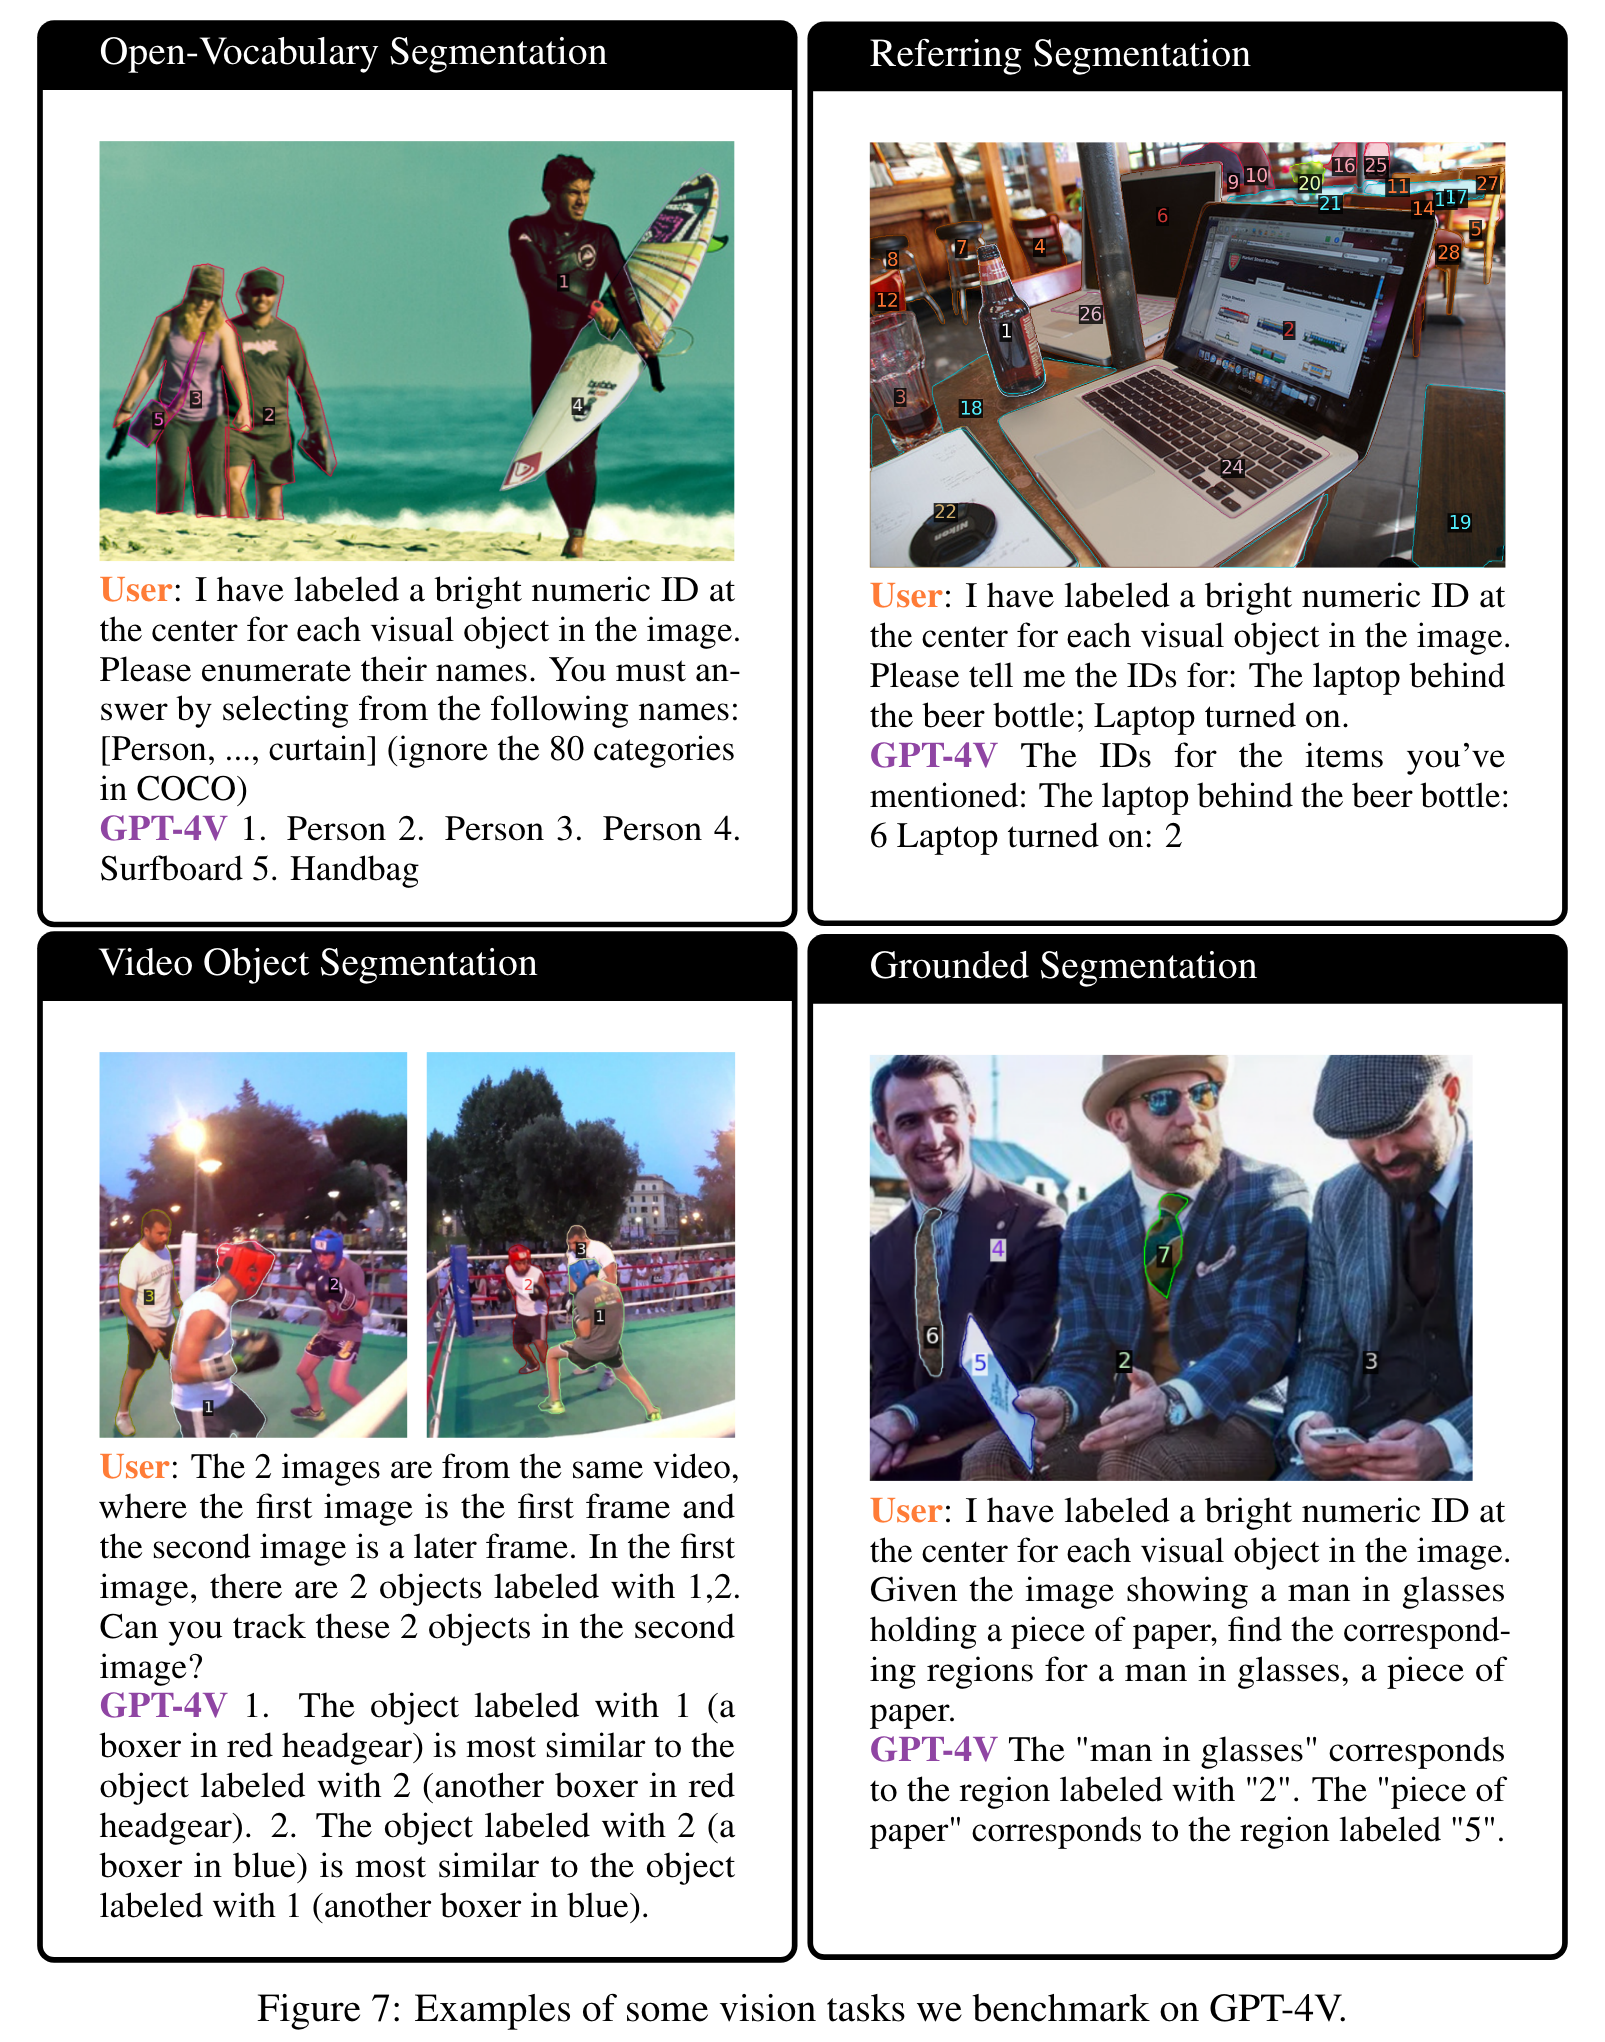 Open-Vocabulary Segmentation
1
2
3
4
5
User: I have labeled a bright numeric ID at
the center for each visual object in the image.
Please enumerate their names. You must an-
swer by selecting from the following names:
[Person, ..., curtain] (ignore the 80 categories
in COCO)
GPT-4V 1. Person 2. Person 3. Person 4.
Surfboard 5. Handbag
Referring Segmentation
9
10
16
25
20
11
27
21
14
1
17
6
7
4
5
28
8
12
26
1
2
3
18
24
22
Nikon
19
User: I have labeled a bright numeric ID at
the center for each visual object in the image.
Please tell me the IDs for: The laptop behind
the beer bottle; Laptop turned on.
GPT-4V The IDs for the items you've
mentioned: The laptop behind the beer bottle:
6 Laptop turned on: 2
Video Object Segmentation
3
2
1
3
2
1
User: The 2 images are from the same video,
where the first image is the first frame and
the second image is a later frame. In the first
image, there are 2 objects labeled with 1,2.
Can you track these 2 objects in the second
image?
GPT-4V 1. The object labeled with 1 (a
boxer in red headgear) is most similar to the
object labeled with 2 (another boxer in red
headgear). 2. The object labeled with 2 (a
boxer in blue) is most similar to the object
labeled with 1 (another boxer in blue).
Grounded Segmentation
4
7
6
5
2
3
User: I have labeled a bright numeric ID at
the center for each visual object in the image.
Given the image showing a man in glasses
holding a piece of paper, find the correspond-
ing regions for a man in glasses, a piece of
paper.
GPT-4V The "man in glasses" corresponds
to the region labeled with "2". The "piece of
paper" corresponds to the region labeled "5".
Figure 7: Examples of some vision tasks we benchmark on GPT-4V.